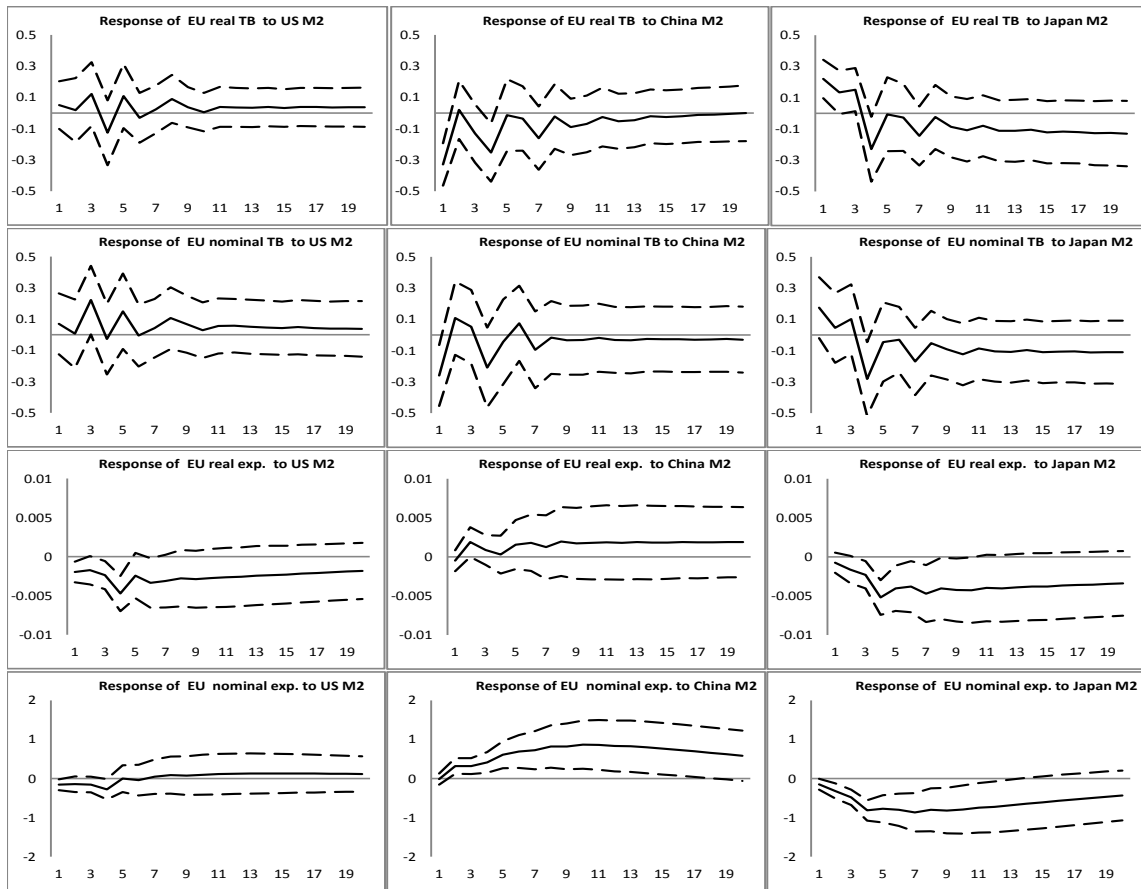 Response of EU real TB to US M2
0.5
0.3
0.1
-0.1
-0.3
0.5
1 3 5 7 9 11 13 15 17 19
Response of EU real TB to China M2
0.5
0.3
0.1
-0.1
-0.3
-0.5
1 3 5 7 9 11 13 15 17 19
Response of EU real TB to Japan M2
0.5
0.3
0.1
-0.1
-0.3
0.5
1 3 5 7 9 11 13 15 17 19
Response of EU nominal TB to US M2
0.5
0.3
0.1
-0.1
-0.3
0.5
1 3 5 7 9 11 13 15 17 19
Response of EU nominal TB to China M2
0.5
0.3
0.1
-0.1
-0.3
0.5
1 3 5 7 9 11 13 15 17 19
Response of EU nominal TB to Japan M2
0.5
0.3
0.1
-0.1
-0.3
0.5
1 3 5 7 9 11 13 15 17 19
Response of EU real exp. to US M2
0.01
0.005
0
-0.005
-0.01
1 3 5 7 9 11 13 15 17 19
Response of EU real exp. to China M2
0.01
0.005
0
-0.005
-0.01
1 3 5 7 9 11 13 15 17 19
Response of EU real exp. to Japan M2
0.01
0.005
0
-0.005
-0.01
1 3 5 7 9 11 13 15 17 19
Response of EU nominal exp. to US M2
2
1
0
-1
-2
1 3 5 7 9 11 13 15 17 19
Response of EU nominal exp. to China M2
2
1
0
-1
-2
1 3 5 7 9 11 13 15 17 19
Response of EU nominal exp. to Japan M2
2
1
0
-1
-2
1 3 5 7 9 11 13 15 17 19